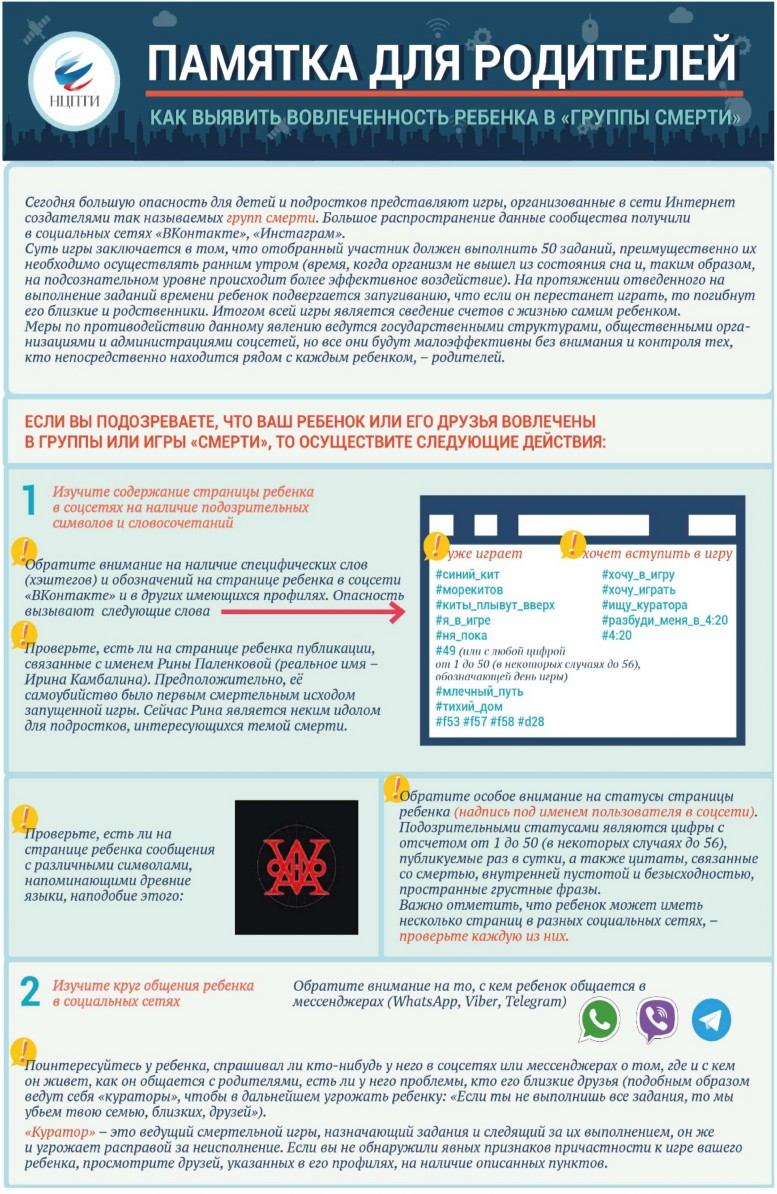 НЦПТИ
ПАМЯТКА ДЛЯ РОДИТЕЛЕЙ
КАК ВЫЯВИТЬ ВОВЛЕЧЕННОСТЬ РЕБЕНКА В «ГРУППЫ СМЕРТИ»
Сегодня большую опасность для детей и подростков представляют игры, организованные в сети Интернет
создателями так называемых групп смерти. Большое распространение данные сообщества получили
в социальных сетях «ВКонтакте», «Инстаграм».
Суть игры заключается в том, что отобранный участник должен выполнить 50 заданий, преимущественно их
необходимо осуществлять ранним утром (время, когда организм не вышел из состояния сна и, таким образом,
на подсознательном уровне происходит более эффективное воздействие). На протяжении отведенного на
выполнение заданий времени ребенок подвергается запугиванию, что если он перестанет играть, то погибнут
его близкие и родственники. Итогом всей игры является сведение счетов с жизнью самим ребенком.
Меры по противодействию данному явлению ведутся государственными структурами, общественными орга-
низациями и администрациями соцсетей, но все они будут малоэффективны без внимания и контроля тех,
кто непосредственно находится рядом с каждым ребенком, – родителей.
ЕСЛИ ВЫ ПОДОЗРЕВАЕТЕ, ЧТО ВАШ РЕБЕНОК ИЛИ ЕГО ДРУЗЬЯ ВОВЛЕЧЕНЫ
В ГРУППЫ ИЛИ ИГРЫ «СМЕРТИ», ТО ОСУЩЕСТВИТЕ СЛЕДУЮЩИЕ ДЕЙСТВИЯ:
1 Изучите содержание страницы ребенка
в соцсетях на наличие подозрительных
символов и словосочетаний
! Обратите внимание на наличие специфических слов
(хэштегов) и обозначений на странице ребенка в соцсети
«ВКонтакте» и в других имеющихся профилях. Опасность
вызывают следующие слова
! Проверьте, есть ли на странице ребенка публикации,
связанные с именем Рины Паленковой (реальное имя –
Ирина Камбалина). Предположительно, её
самоубийство было первым смертельным исходом
запущенной игры. Сейчас Рина является неким идолом
для подростков, интересующихся темой смерти.
! уже играет
#синий_кит
#морекитов
#киты_плывут_вверх
#я_в_игре
#ня_пока
#49 (или с любой цифрой
от 1 до 50 (в некоторых случаях до 56),
обозначающей день игры)
#млечный_путь
#тихий_дом
#f53 #f57 #f58 #d28
! хочет вступить в игру
#хочу_в_игру
#хочу_играть
#ищу_куратора
#разбуди_меня_в_4:20
#4:20
! Проверьте, есть ли на
странице ребенка сообщения
с различными символами,
напоминающими древние
языки, наподобие этого:
! Обратите особое внимание на статусы страницы
ребенка (надпись под именем пользователя в соцсети).
Подозрительными статусами являются цифры с
отсчетом от 1 до 50 (в некоторых случаях до 56),
публикуемые раз в сутки, а также цитаты, связанные
со смертью, внутренней пустотой и безысходностью,
пространные грустные фразы.
Важно отметить, что ребенок может иметь
несколько страниц в разных социальных сетях, –
проверьте каждую из них.
2 Изучите круг общения ребенка
в социальных сетях
Обратите внимание на то, с кем ребенок общается в
мессенджерах (WhatsApp, Viber, Telegram)
! Поинтересуйтесь у ребенка, спрашивал ли кто-нибудь у него в соцсетях или мессенджерах о том, где и с кем
он живет, как он общается с родителями, есть ли у него проблемы, кто его близкие друзья (подобным образом
ведут себя «кураторы», чтобы в дальнейшем угрожать ребенку: «Если ты не выполнишь все задания, то мы
убьем твою семью, близких, друзей»).
«Куратор» – это ведущий смертельной игры, назначающий задания и следящий за их выполнением, он же
и угрожает расправой за неисполнение. Если вы не обнаружили явных признаков причастности к игре вашего
ребенка, просмотрите друзей, указанных в его профилях, на наличие описанных пунктов.